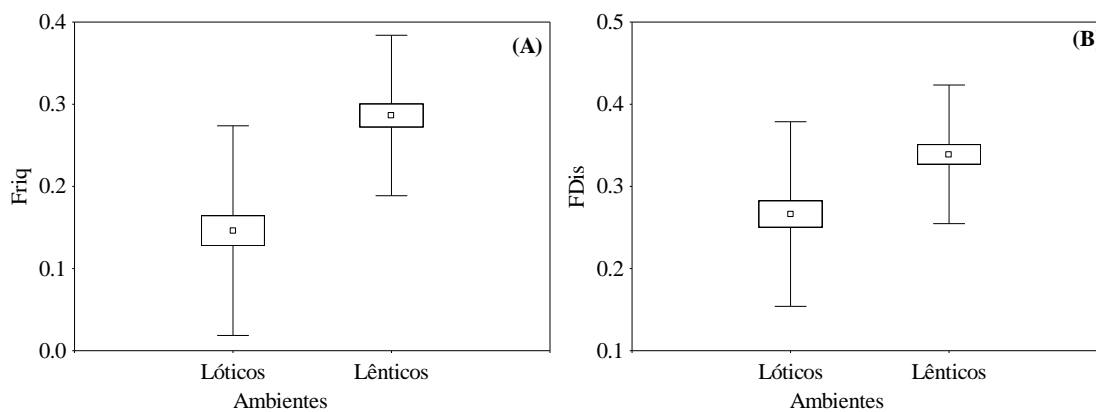 (A)
0.4
0.3
0.2
0.1
0.0
Friq
Lóticos Lênticos
Ambientes
(B
0.5
0.4
0.3
0.2
0.1
FDis
Lóticos Lênticos
Ambientes